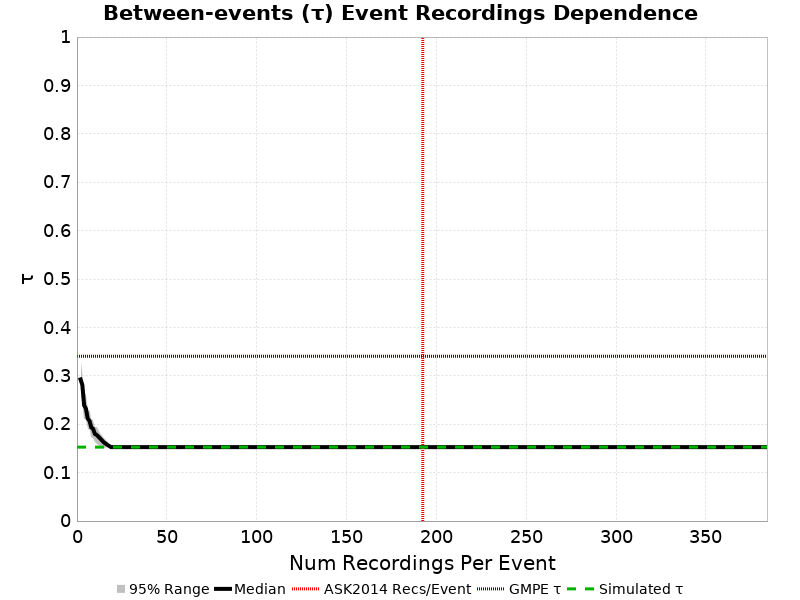 Between-events (τ) Event Recordings Dependence
1
0.9
0.8
0.7
0.6
0.5
0.4
0.3
0.2
0.1
0
τ
0 50 100 150 200 250 300 350
Num Recordings Per Event
95% Range Median ASK2014 Recs/Event GMPE τ Simulated τ